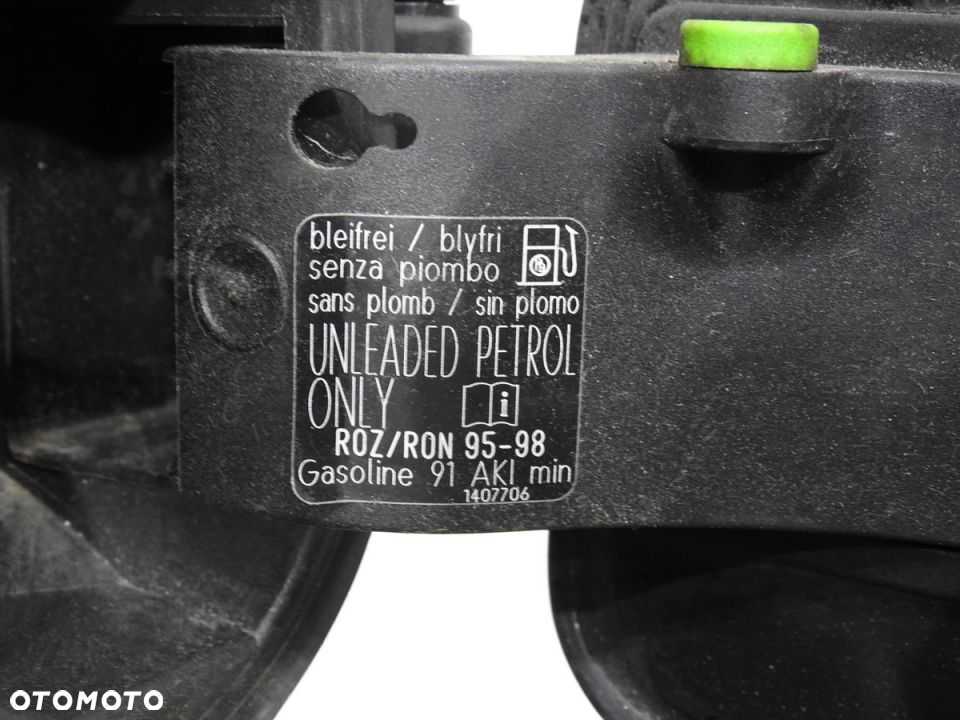 bleifrei / blyfri
senza piombo
sans plomb / sin plomo
UNLEADED PETROL
ONLY
i
ROZ/RON 95-98
Gasoline 91 AKI min
1407706
OTOMOTO